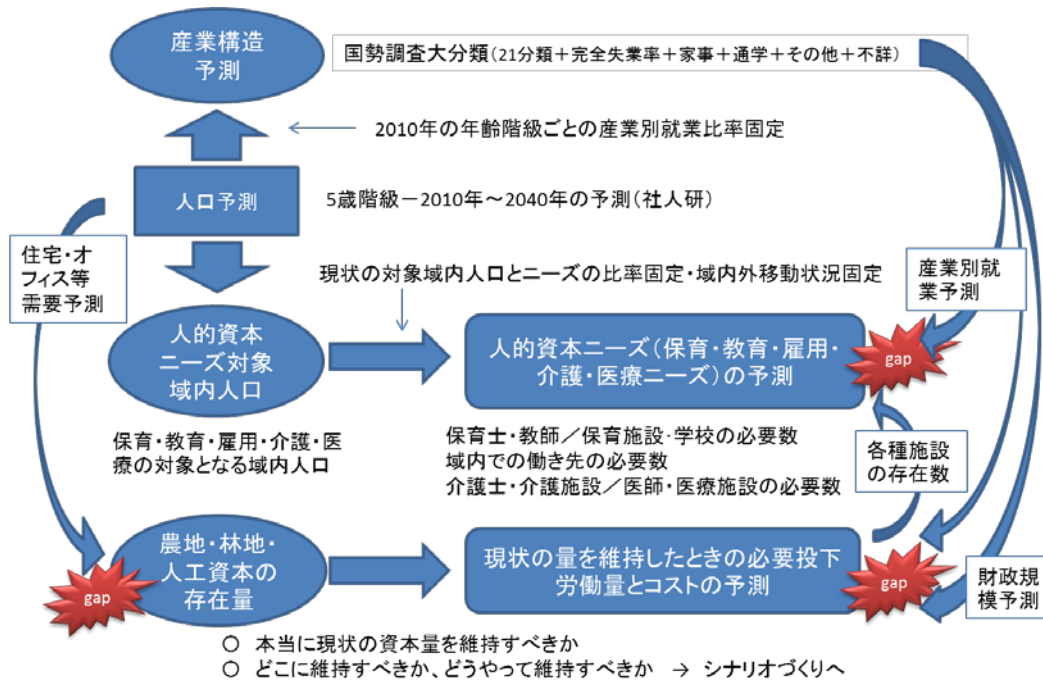 産業構造
予測
国勢調査大分類(21分類＋完全失業率＋家事＋通学＋その他＋不詳)
2010年の年齢階級ごとの産業別就業比率固定
人口予測
5歳階級－2010年～2040年の予測(社人研)
住宅・オ
フィス等
需要予測
現状の対象域内人口とニーズの比率固定・域内外移動状況固定
産業別就
業予測
人的資本
ニーズ対象
域内人口
人的資本ニーズ(保育・教育・雇用・
介護・医療ニーズ)の予測
gap
保育・教育・雇用・介護・医
療の対象となる域内人口
保育士・教師／保育施設・学校の必要数
域内での働き先の必要数
介護士・介護施設／医師・医療施設の必要数
各種施設
の存在数
農地・林地・
人工資本の
存在量
gap
現状の量を維持したときの必要投下
労働量とコストの予測
gap
財政規
模予測
○ 本当に現状の資本量を維持すべきか
○ どこに維持すべきか、どうやって維持すべきか → シナリオづくりへ